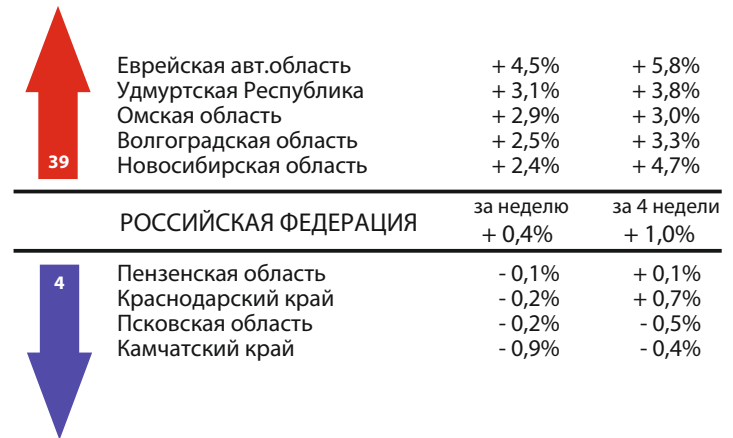 Еврейская авт.область + 4,5% + 5,8%
Удмуртская Республика + 3,1% + 3,8%
Омская область + 2,9% + 3,0%
Волгоградская область + 2,5% + 3,3%
39 Новосибирская область + 2,4% + 4,7%
за неделю за 4 недели
РОССИЙСКАЯ ФЕДЕРАЦИЯ + 0,4% + 1,0%
4 Пензенская область - 0,1% + 0,1%
Краснодарский край - 0,2% + 0,7%
Псковская область - 0,2% - 0,5%
Камчатский край - 0,9% - 0,4%